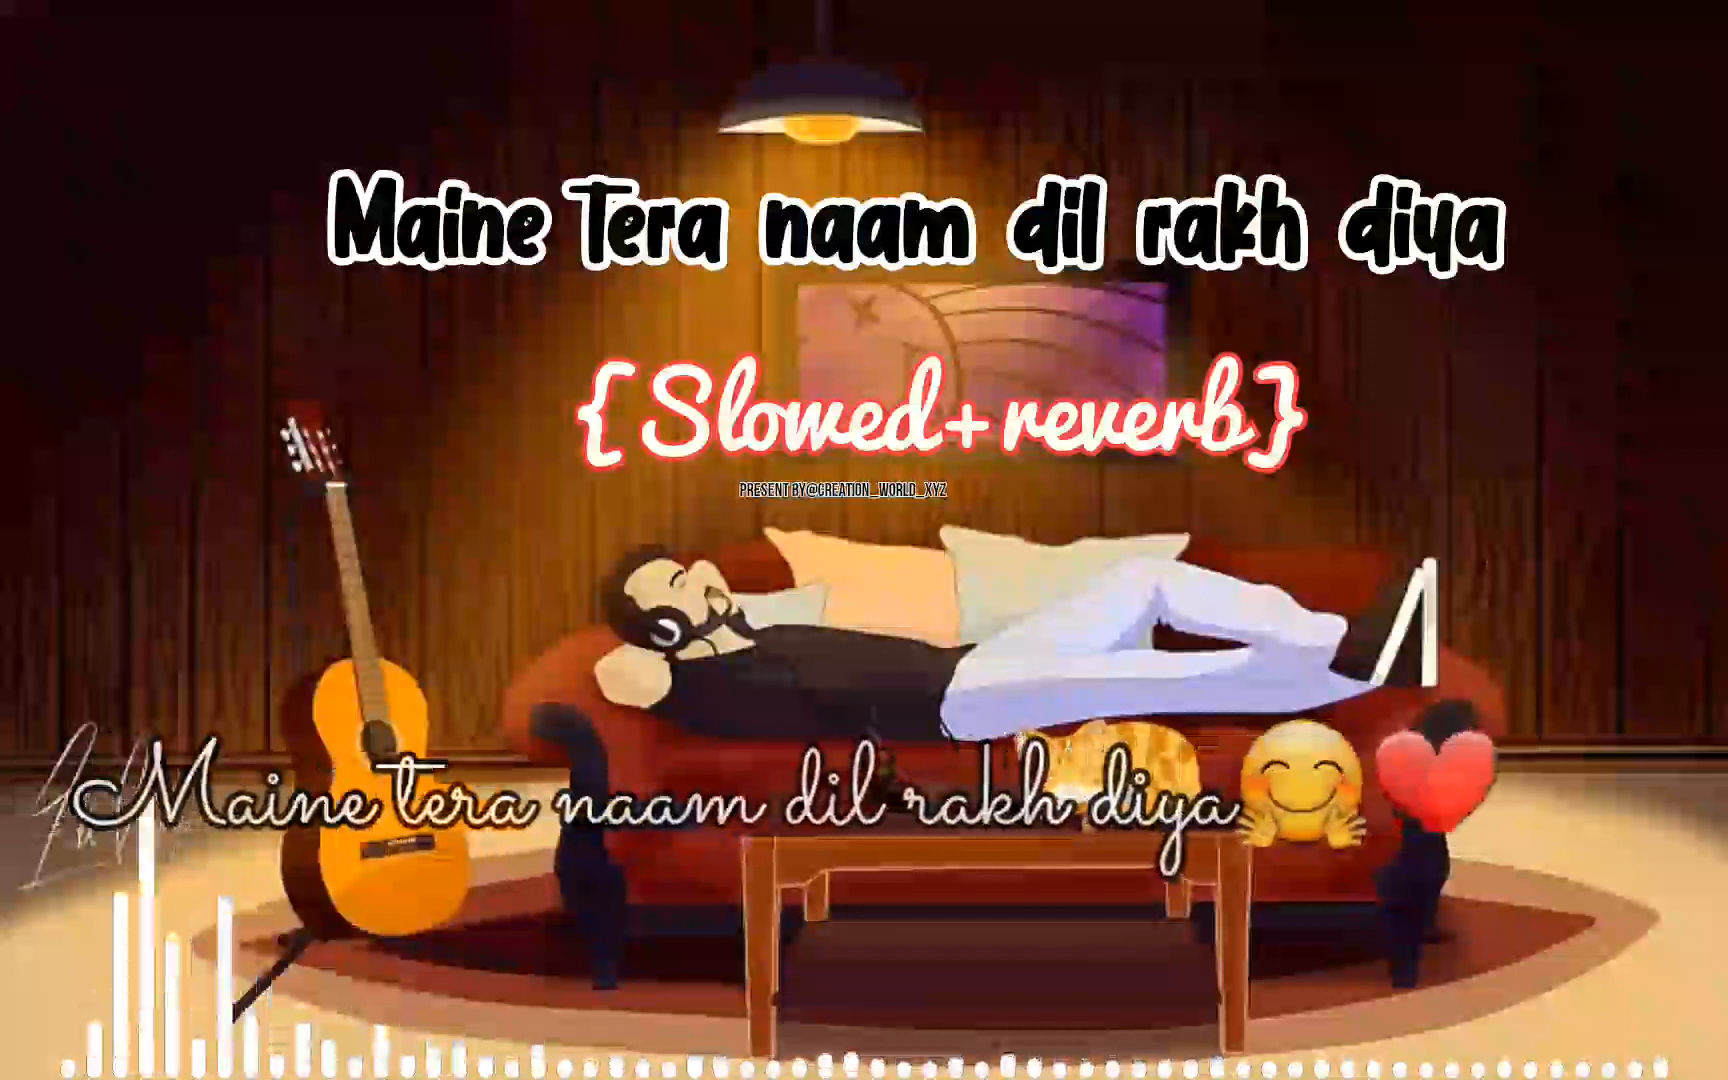 Maine Tera naam dil rakh diya
{Slowed+reverb}
PRESENT BY@CREATION_WORLD_XYZ
Maine tera naam dil rakh diya🤗❤️